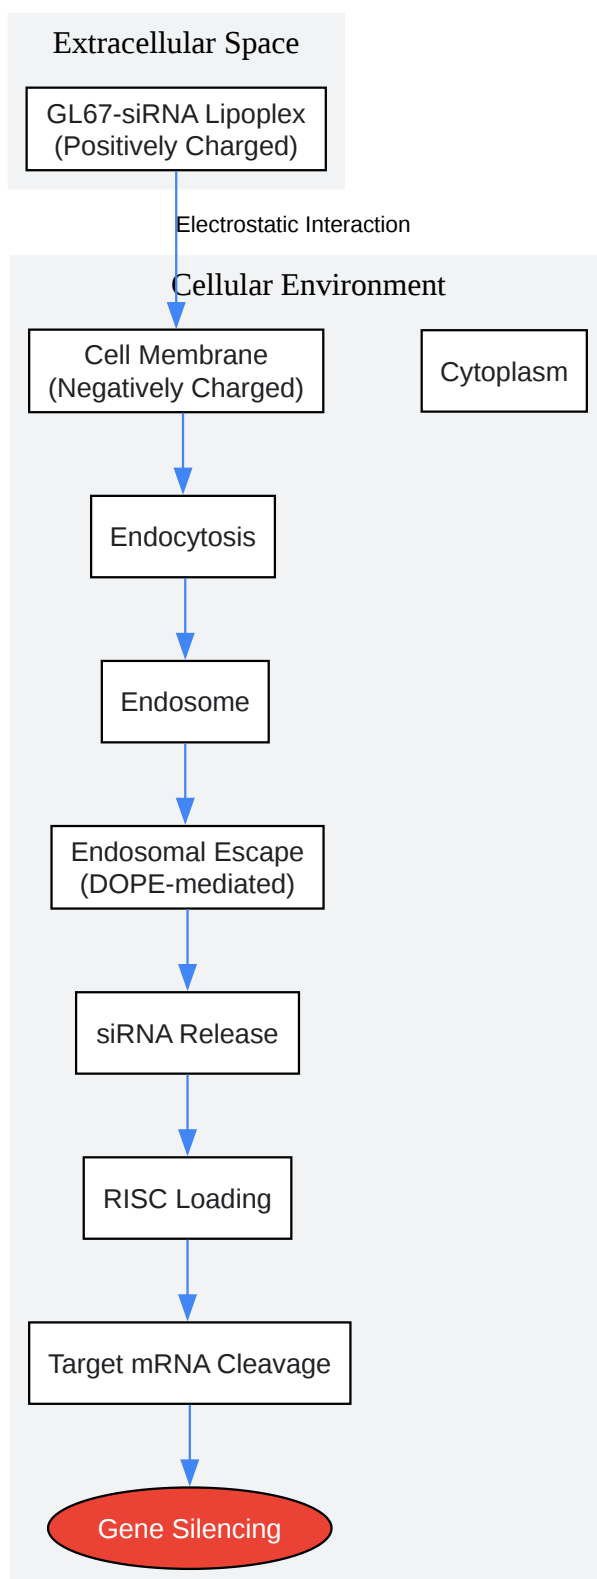 Extracellular Space
GL67-siRNA Lipoplex
(Positively Charged)
Electrostatic Interaction
Cellular Environment
Cell Membrane
(Negatively Charged)
Cytoplasm
Endocytosis
Endosome
Endosomal Escape
(DOPE-mediated)
siRNA Release
RISC Loading
Target mRNA Cleavage
Gene Silencing